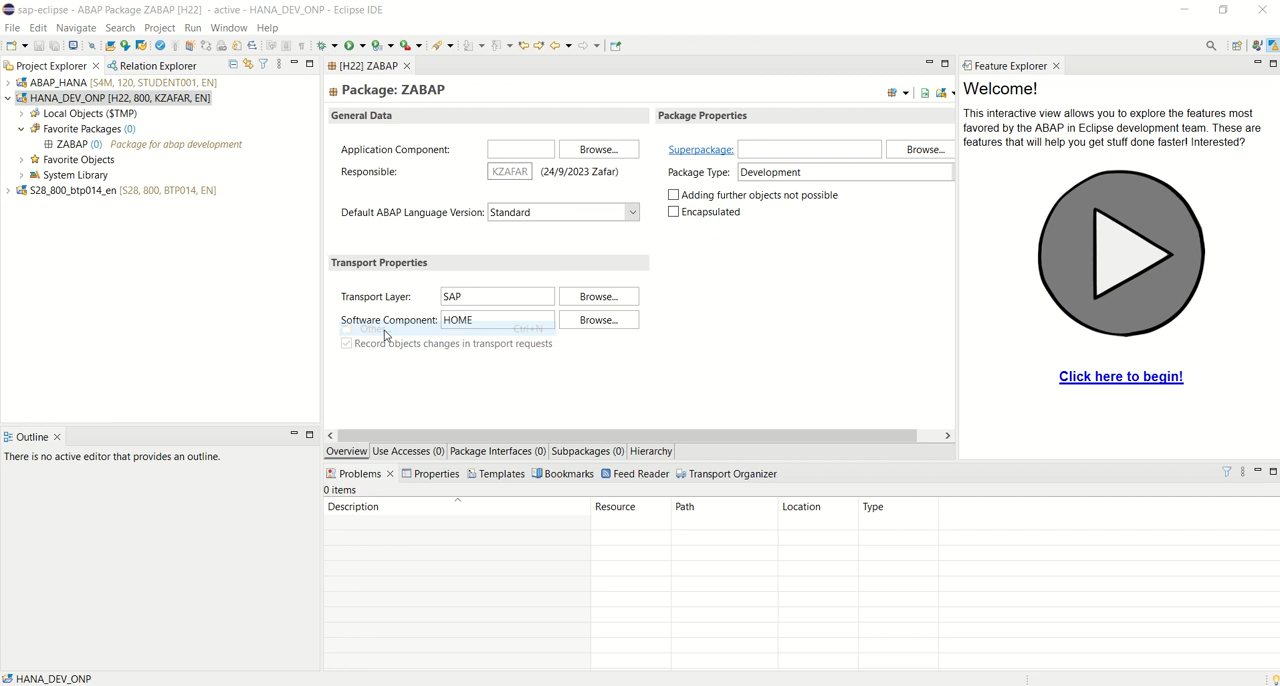 sap-eclipse - ABAP Package ZABAP [H22]  - active - HANA_DEV_ONP - Eclipse IDE
File Edit Navigate Search Project Run Window Help
Project Explorer Relation Explorer
ABAP_HANA [S4M, 120, STUDENT001, EN]
HANA_DEV_ONP [H22, 800, KZAFAR, EN]
Local Objects ($TMP)
Favorite Packages (0)
ZABAP (0) Package for abap development
Favorite Objects
System Library
S28_800_btp014_en [S28, 800, BTP014, EN]
Outline
There is no active editor that provides an outline.
[H22] ZABAP
Package: ZABAP
General Data
Application Component: Browse...
Responsible: KZAFAR (24/9/2023 Zafar)
Default ABAP Language Version: Standard
Transport Properties
Transport Layer: SAP Browse...
Software Component: HOME Browse...
Ctrl+N
Record objects changes in transport requests
Package Properties
Superpackage: Browse...
Package Type: Development
Adding further objects not possible
Encapsulated
Overview Use Accesses (0) Package Interfaces (0) Subpackages (0) Hierarchy
Feature Explorer
Welcome!
This interactive view allows you to explore the features most
favored by the ABAP in Eclipse development team. These are
features that will help you get stuff done faster! Interested?
Click here to begin!
Problems Properties Templates Bookmarks Feed Reader Transport Organizer
0 items
Description Resource Path Location Type
HANA_DEV_ONP